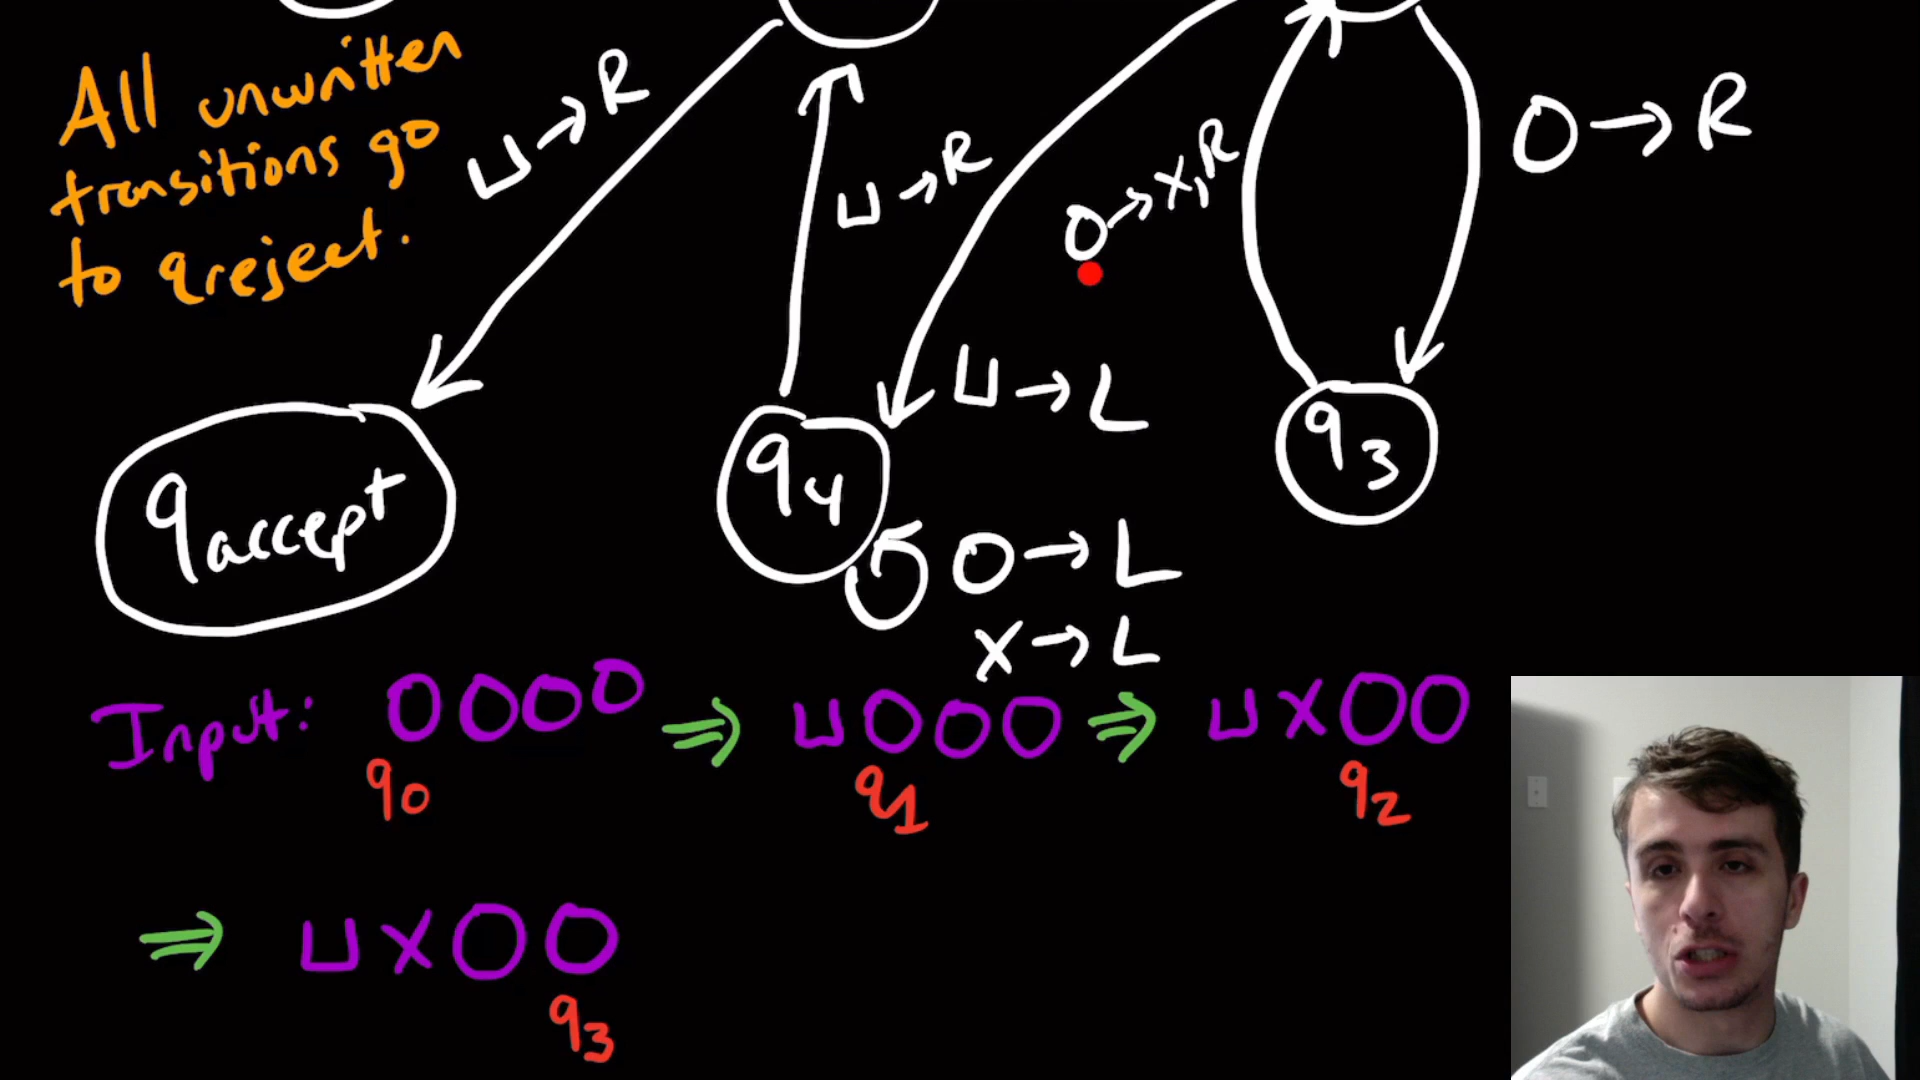 All unwritten
transitions go
to qreject.
⊔→R
⊔→R
0→x,R
0→R
⊔→L
qaccept
q4
q3
0→L
x→L
Input: 0000 ⇒ ⊔000 ⇒ ⊔x00
q0 q1 q2
⇒ ⊔x00
q3